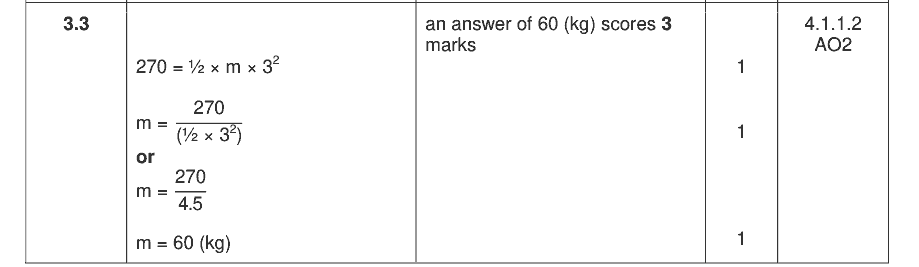 3.3
an answer of 60 (kg) scores 3
marks
4.1.1.2
AO2
270 = ½ × m × 3²
1
m = 270
(½ × 3²)
1
or
m = 270
4.5
m = 60 (kg)
1